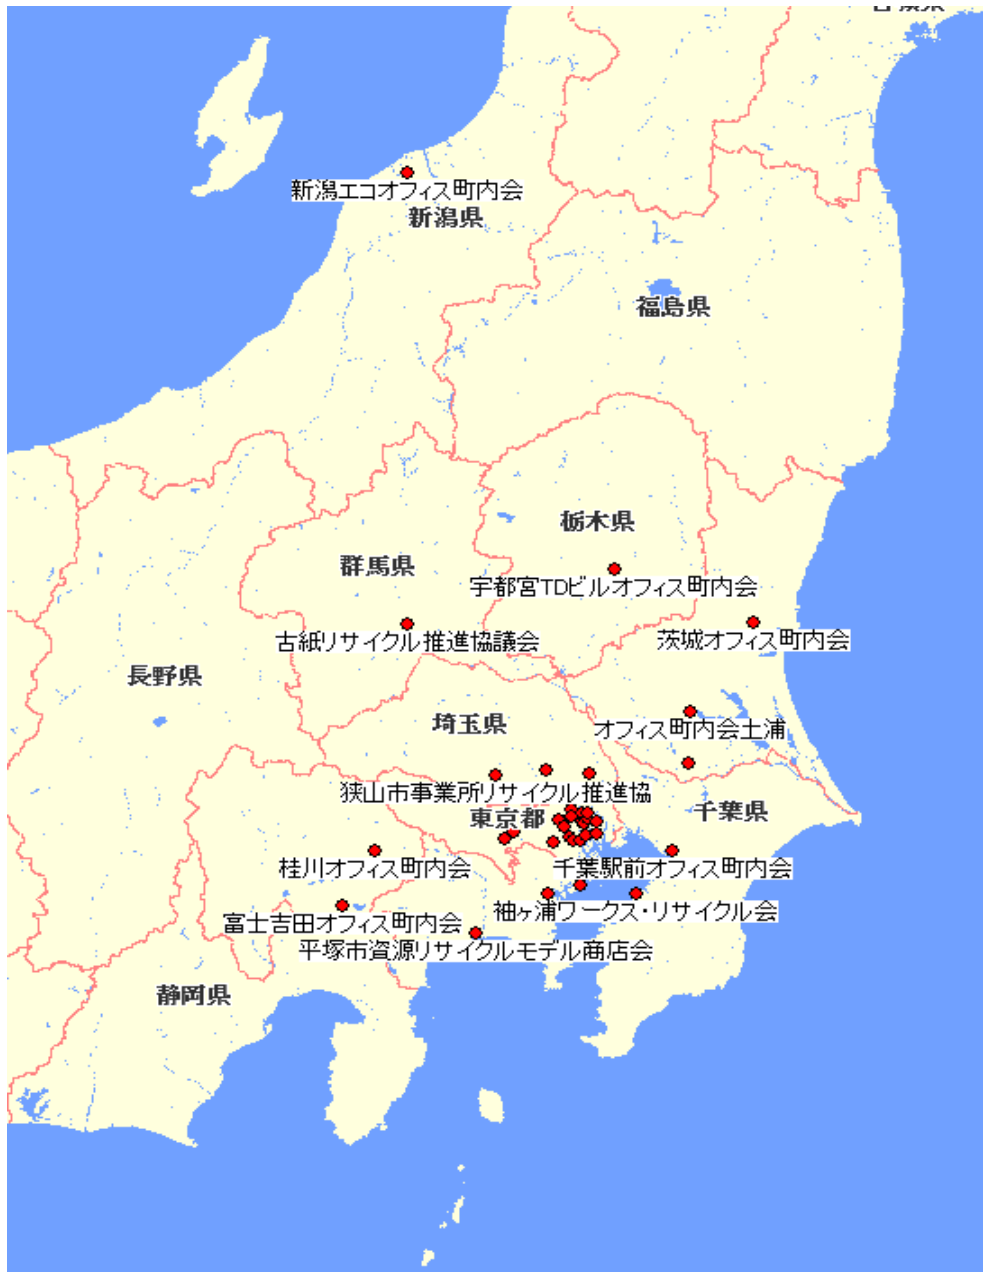 新潟エコオフィス町内会
新潟県
福島県
栃木県
群馬県
宇都宮TDビルオフィス町内会
古紙リサイクル推進協議会
茨城オフィス町内会
長野県
埼玉県
オフィス町内会土浦
狭山市事業所リサイクル推進協
東京都
千葉県
桂川オフィス町内会
千葉駅前オフィス町内会
袖ヶ浦ワークス・リサイクル会
富士吉田オフィス町内会
平塚市資源リサイクルモデル商店会
静岡県